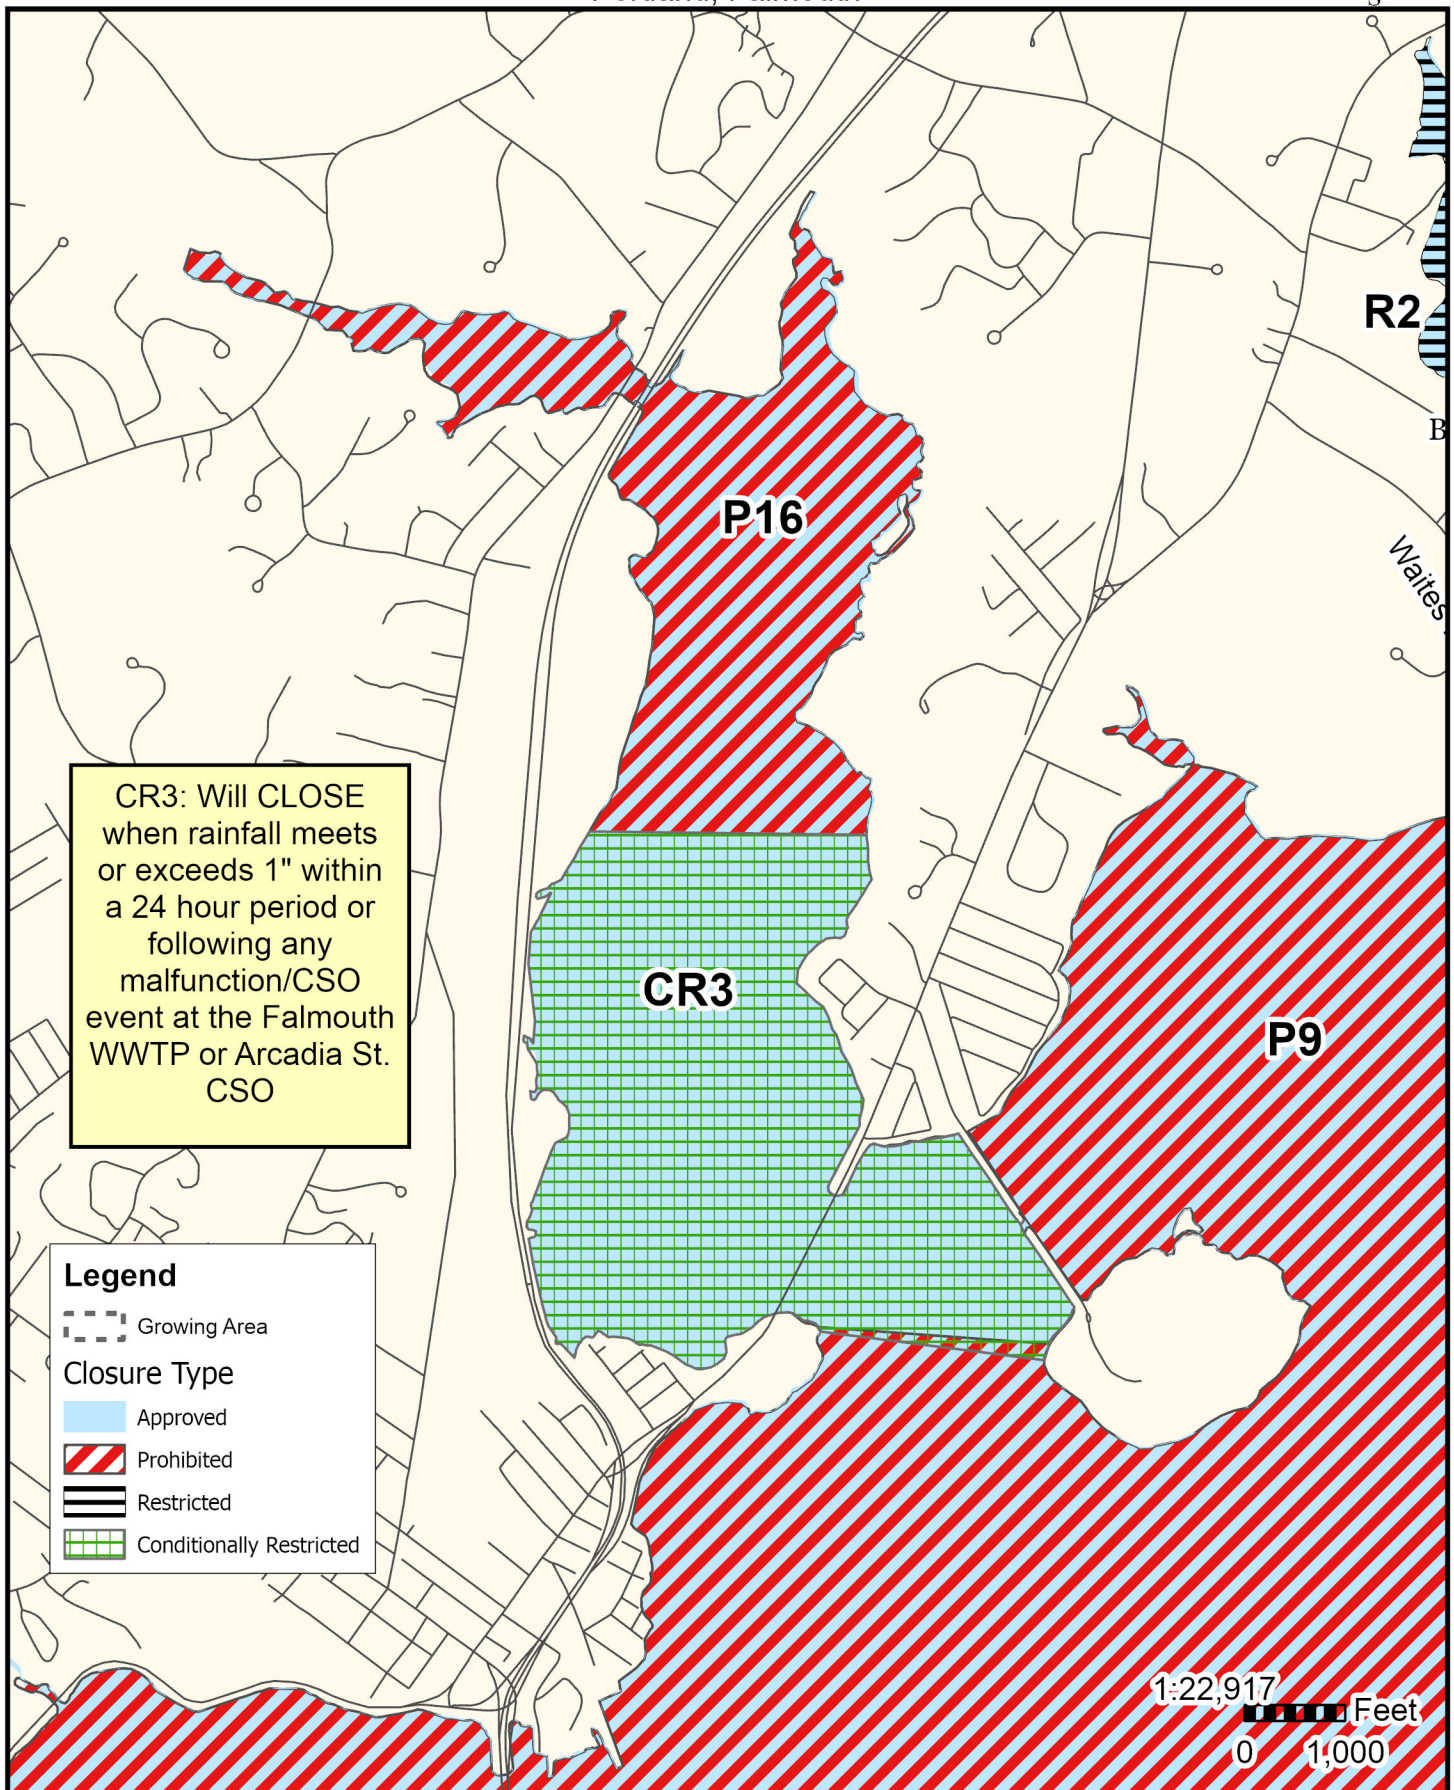 R2
B
P16
Waites
CR3: Will CLOSE
when rainfall meets
or exceeds 1" within
a 24 hour period or
following any
malfunction/CSO
event at the Falmouth
WWTP or Arcadia St.
CSO
CR3
P9
Legend
Growing Area
Closure Type
Approved
Prohibited
Restricted
Conditionally Restricted
1:22,917
Feet
0 1,000